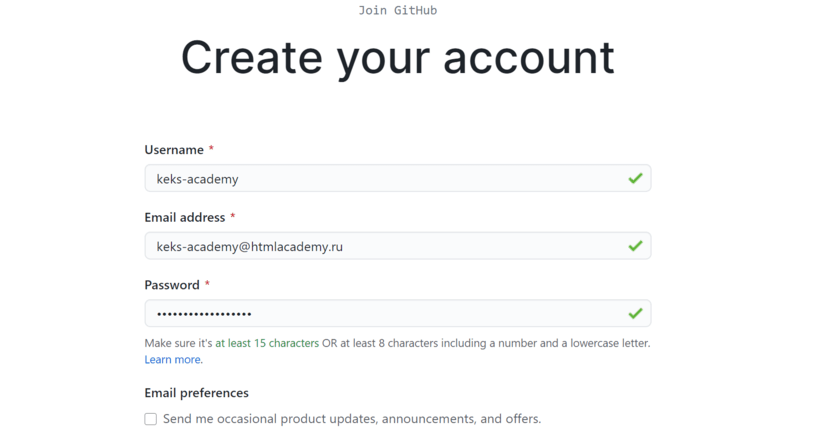 Join GitHub
Create your account
Username *
keks-academy
Email address *
keks-academy@htmlacademy.ru
Password *
••••••••••••••••••
Make sure it's at least 15 characters OR at least 8 characters including a number and a lowercase letter.
Learn more.
Email preferences
Send me occasional product updates, announcements, and offers.